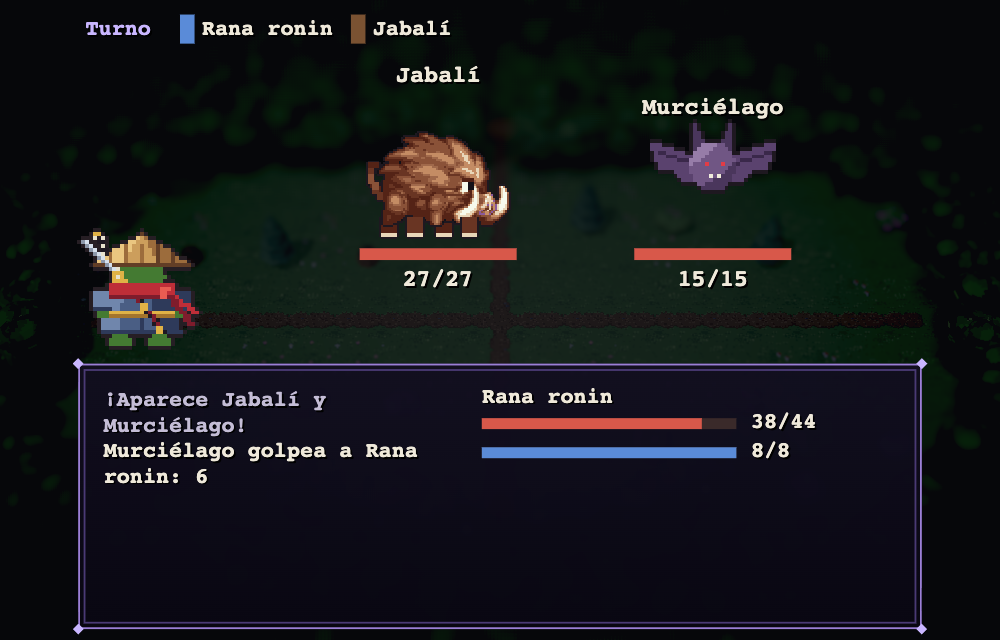 Turno Rana ronin Jabalí
Jabalí
Murciélago
27/27
15/15
¡Aparece Jabalí y
Murciélago!
Murciélago golpea a Rana
ronin: 6
Rana ronin
38/44
8/8